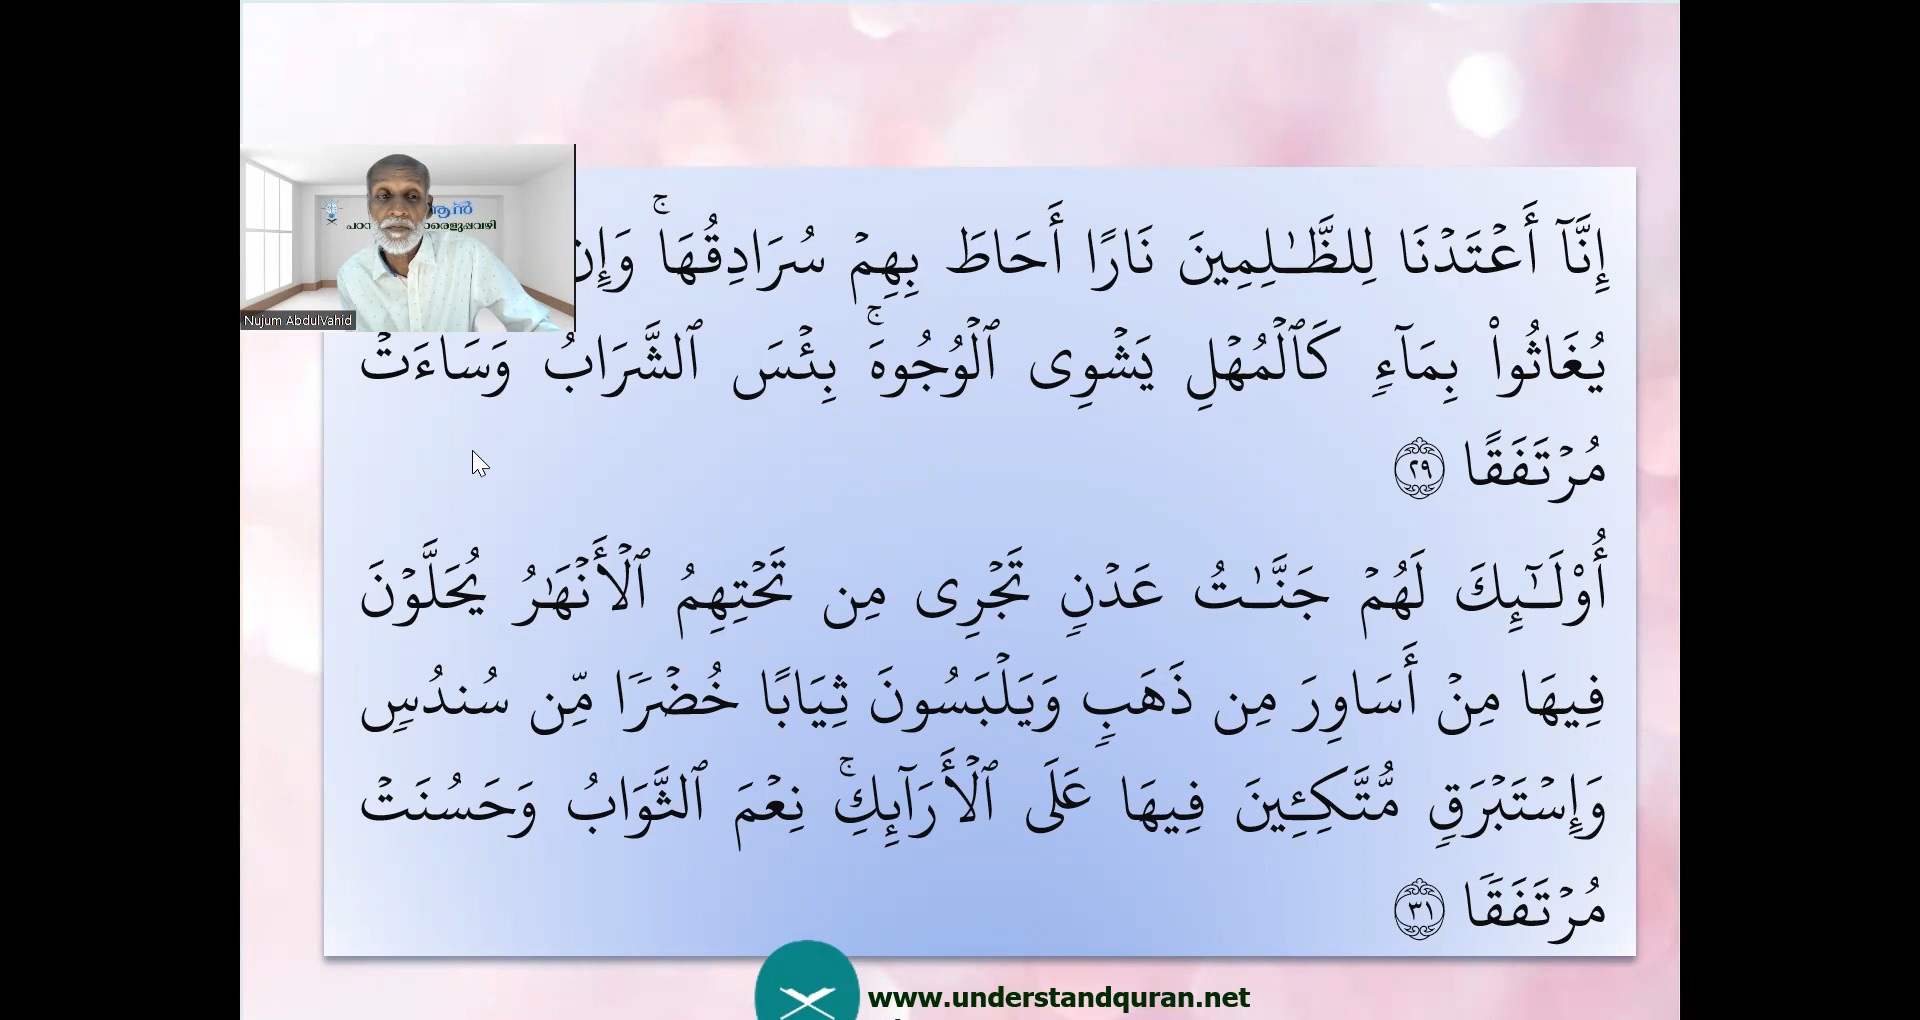 إِنَّآ أَعۡتَدۡنَا لِلظَّـٰلِمِينَ نَارًا أَحَاطَ بِهِمۡ سُرَادِقُهَاۚ وَإِن
يُغَاثُوا۟ بِمَآءٖ كَٱلۡمُهۡلِ يَشۡوِى ٱلۡوُجُوهَۚ بِئۡسَ ٱلشَّرَابُ وَسَآءَتۡ
مُرۡتَفَقًا ٢٩
أُو۟لَـٰٓئِكَ لَهُمۡ جَنَّـٰتُ عَدۡنٖ تَجۡرِى مِن تَحۡتِهِمُ ٱلۡأَنۡهَـٰرُ يُحَلَّوۡنَ
فِيهَا مِنۡ أَسَاوِرَ مِن ذَهَبٖ وَيَلۡبَسُونَ ثِيَابًا خُضۡرٗا مِّن سُندُسٖ
وَإِسۡتَبۡرَقٖ مُّتَّكِـِٔينَ فِيهَا عَلَى ٱلۡأَرَآئِكِۚ نِعۡمَ ٱلثَّوَابُ وَحَسُنَتۡ
مُرۡتَفَقٗا ٣١
Nujum AbdulVahid
www.understandquran.net